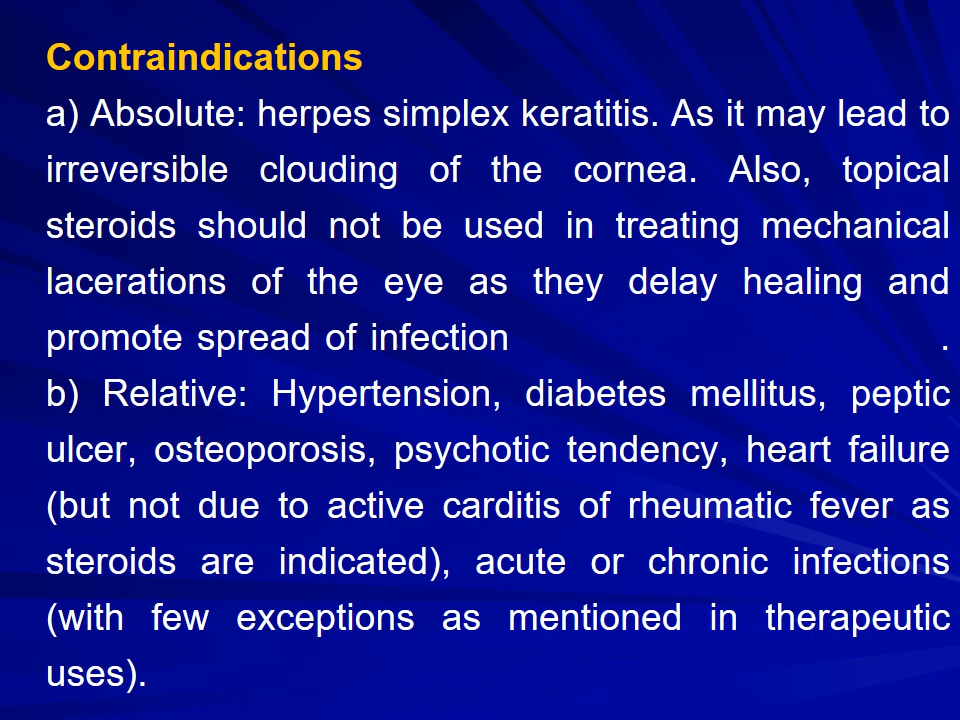 Contraindications
a) Absolute: herpes simplex keratitis. As it may lead to
irreversible clouding of the cornea. Also, topical
steroids should not be used in treating mechanical
lacerations of the eye as they delay healing and
promote spread of infection .
b) Relative: Hypertension, diabetes mellitus, peptic
ulcer, osteoporosis, psychotic tendency, heart failure
(but not due to active carditis of rheumatic fever as
steroids are indicated), acute or chronic infections
(with few exceptions as mentioned in therapeutic
uses).